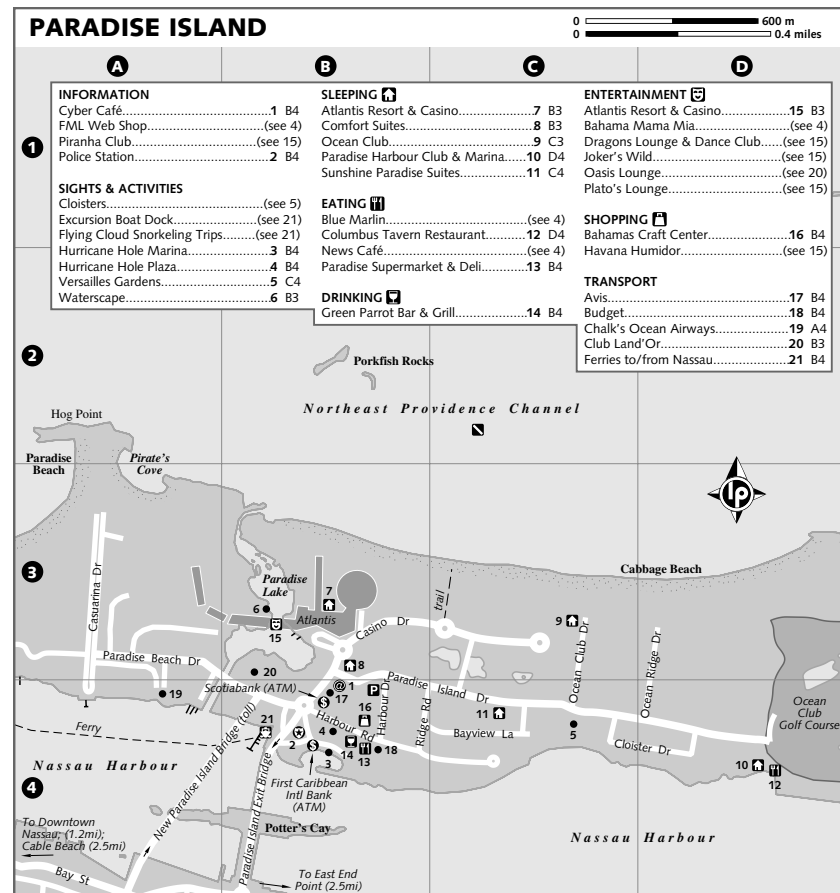 PARADISE ISLAND
0 600 m
0 0.4 miles
A B C D
1
INFORMATION
Cyber Café........................................1 B4
FML Web Shop.........................(see 4)
Piranha Club...........................(see 15)
Police Station..................................2 B4
SIGHTS & ACTIVITIES
Cloisters....................................(see 5)
Excursion Boat Dock................(see 21)
Flying Cloud Snorkeling Trips.....(see 21)
Hurricane Hole Marina....................3 B4
Hurricane Hole Plaza.......................4 B4
Versailles Gardens...........................5 C4
Waterscape.....................................6 B3
SLEEPING
Atlantis Resort & Casino..................7 B3
Comfort Suites................................8 B3
Ocean Club.....................................9 C3
Paradise Harbour Club & Marina.....10 D4
Sunshine Paradise Suites................11 C4
EATING
Blue Marlin................................(see 4)
Columbus Tavern Restaurant.........12 D4
News Café................................(see 4)
Paradise Supermarket & Deli..........13 B4
DRINKING
Green Parrot Bar & Grill.................14 B4
ENTERTAINMENT
Atlantis Resort & Casino.................15 B3
Bahama Mama Mia......................(see 4)
Dragons Lounge & Dance Club.....(see 15)
Joker's Wild...............................(see 15)
Oasis Lounge............................(see 20)
Plato's Lounge..........................(see 15)
SHOPPING
Bahamas Craft Center....................16 B4
Havana Humidor.......................(see 15)
TRANSPORT
Avis...............................................17 B4
Budget..........................................18 B4
Chalk's Ocean Airways...................19 A4
Club Land'Or.................................20 B3
Ferries to/from Nassau...................21 B4
2
Porkfish Rocks
Northeast Providence Channel
Hog Point
Paradise
Beach
Pirate's
Cove
lp
3
Cabbage Beach
Casuarina Dr
Paradise
Lake
7
6
Atlantis
15
Casino Dr
trail
9
Ocean Club Dr
Ocean Ridge Dr
Paradise Beach Dr
8
20
Scotiabank (ATM)
1
17
16
Paradise Island Dr
Harbour Dr
Ridge Rd
19
Ocean
Club
Golf Course
11
Bayview La
5
Cloister Dr
21
Harbour Rd
2
4
14
13
18
3
Ferry
New Paradise Island Bridge (toll)
Paradise Island Exit Bridge
Nassau Harbour
First Caribbean
Intl Bank
(ATM)
10
12
4
To Downtown
Nassau; (1.2mi);
Cable Beach (2.5mi)
Potter's Cay
Nassau Harbour
Bay St
To East End
Point (2.5mi)